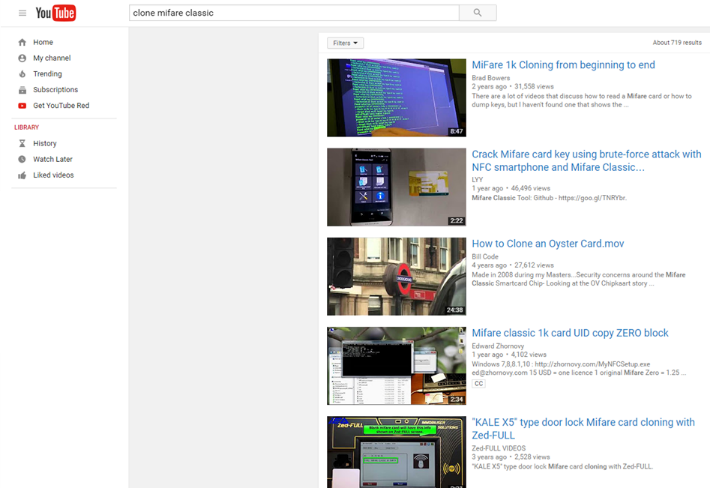 YouTube
clone mifare classic
Home
My channel
Trending
Subscriptions
Get YouTube Red
LIBRARY
History
Watch Later
Liked videos
Filters
About 719 results
MiFare 1k Cloning from beginning to end
Brad Bowers
2 years ago • 31,558 views
There are a lot of videos that discuss how to read a Mifare card or how to
dump keys, but I haven't found one that shows the ...
8:47
Crack Mifare card key using brute-force attack with
NFC smartphone and Mifare Classic…
LYY
1 year ago • 46,496 views
Mifare Classic Tool: Github - https://goo.gl/TNRYbr.
2:22
How to Clone an Oyster Card.mov
Bill Code
4 years ago • 27,612 views
Made in 2008 during my Masters...Security concerns around the Mifare
Classic Smartcard Chip- Looking at the OV Chipkaart story ...
24:38
Mifare classic 1k card UID copy ZERO block
Edward Zhornovy
1 year ago • 4,102 views
Windows 7,8,8.1,10 : http://zhornovy.com/MyNFCSetup.exe
ed@zhornovy.com 15 USD = one licence 1 original Mifare Zero = 1.25 ...
CC
2:34
"KALE X5" type door lock Mifare card cloning with
Zed-FULL
Zed-FULL VIDEOS
3 years ago • 2,528 views
"KALE X5" type door lock Mifare card cloning with Zed-FULL.
Zed-FULL